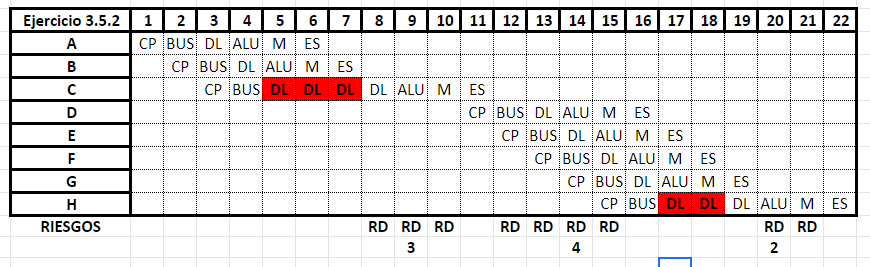 Ejercicio 3.5.2 1 2 3 4 5 6 7 8 9 10 11 12 13 14 15 16 17 18 19 20 21 22
A CP BUS DL ALU M ES
B CP BUS DL ALU M ES
C CP BUS DL DL DL DL ALU M ES
D CP BUS DL ALU M ES
E CP BUS DL ALU M ES
F CP BUS DL ALU M ES
G CP BUS DL ALU M ES
H CP BUS DL DL DL ALU M ES
RIESGOS RD RD RD RD RD RD RD RD RD
3 4 2